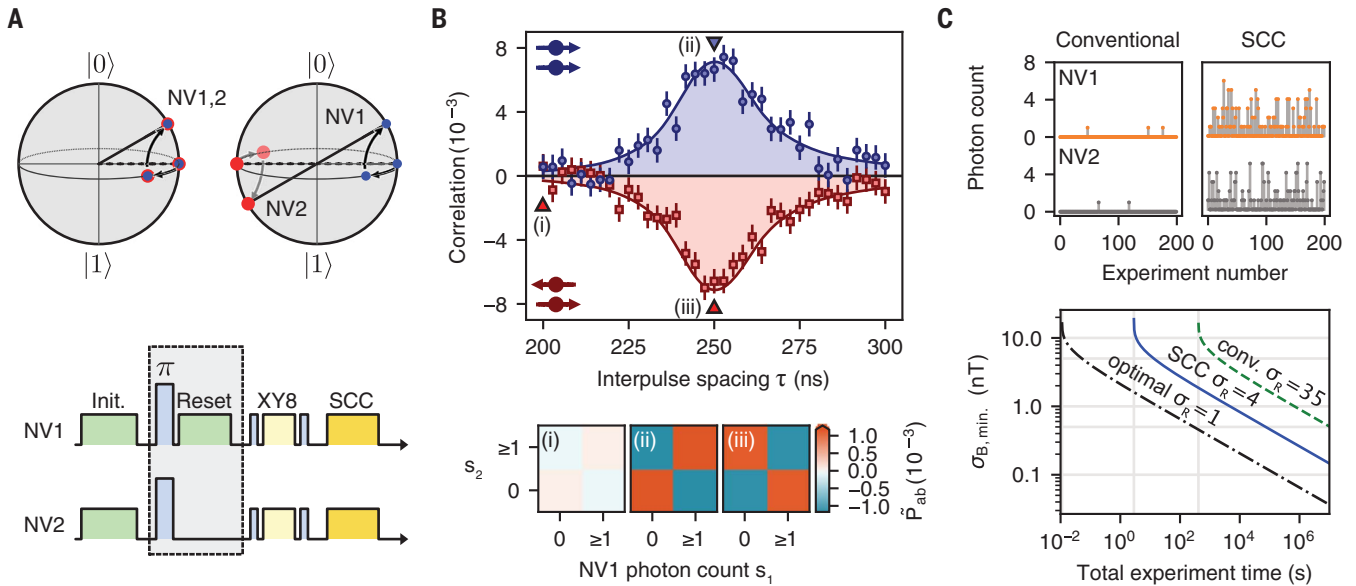 A
|0⟩
|0⟩
NV1,2
NV1
NV2
|1⟩
|1⟩
π
Init.
Reset
XY8
SCC
NV1
NV2
B
8
4
0
−4
−8
Correlation (10⁻³)
(i)
(ii)
(iii)
200
225
250
275
300
Interpulse spacing τ (ns)
(i)
(ii)
(iii)
≥1
s₂
0
0
≥1
0
≥1
0
≥1
NV1 photon count s₁
1.0
0.5
0.0
−0.5
−1.0
P̃ab (10⁻³)
C
Conventional
SCC
8
NV1
4
0
8
NV2
4
0
Photon count
0
100
200
0
100
200
Experiment number
10.0
1.0
0.1
σB, min. (nT)
optimal σR=1
SCC σR=4
conv. σR=35
10⁻²
10⁰
10²
10⁴
10⁶
Total experiment time (s)